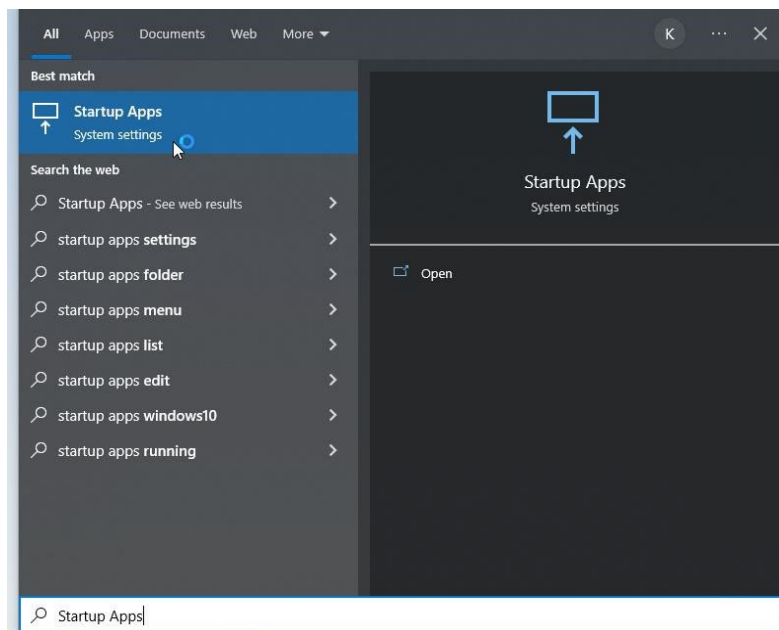 All Apps Documents Web More K
Best match
Startup Apps
System settings
Search the web
Startup Apps - See web results
startup apps settings
startup apps folder
startup apps menu
startup apps list
startup apps edit
startup apps windows10
startup apps running
Startup Apps
System settings
Open
Startup Apps